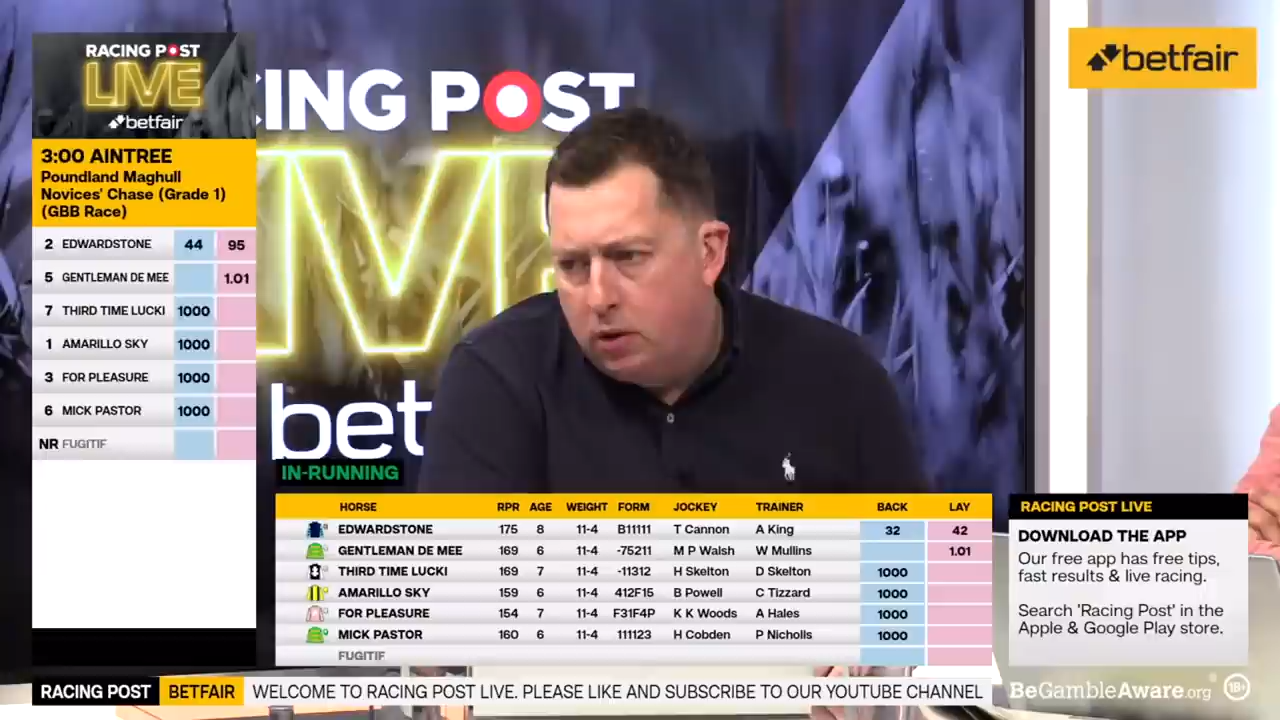 RACING POST
LIVE
betfair
3:00 AINTREE
Poundland Maghull
Novices' Chase (Grade 1)
(GBB Race)
2 EDWARDSTONE 44 95
5 GENTLEMAN DE MEE 1.01
7 THIRD TIME LUCKI 1000
1 AMARILLO SKY 1000
3 FOR PLEASURE 1000
6 MICK PASTOR 1000
NR FUGITIF
CING POST
bet
betfair
IN-RUNNING
HORSE RPR AGE WEIGHT FORM JOCKEY TRAINER BACK LAY
EDWARDSTONE 175 8 11-4 B11111 T Cannon A King 32 42
GENTLEMAN DE MEE 169 6 11-4 -75211 M P Walsh W Mullins 1.01
THIRD TIME LUCKI 169 7 11-4 -11312 H Skelton D Skelton 1000
AMARILLO SKY 159 6 11-4 412F15 B Powell C Tizzard 1000
FOR PLEASURE 154 7 11-4 F31F4P K K Woods A Hales 1000
MICK PASTOR 160 6 11-4 111123 H Cobden P Nicholls 1000
FUGITIF
RACING POST LIVE
DOWNLOAD THE APP
Our free app has free tips,
fast results & live racing.
Search 'Racing Post' in the
Apple & Google Play store.
RACING POST BETFAIR WELCOME TO RACING POST LIVE. PLEASE LIKE AND SUBSCRIBE TO OUR YOUTUBE CHANNEL
BeGambleAware.org 18+